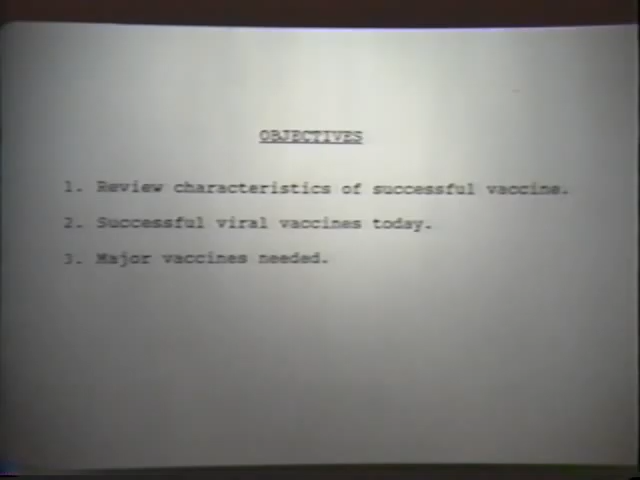 OBJECTIVES
1. Review characteristics of successful vaccine.
2. Successful viral vaccines today.
3. Major vaccines needed.